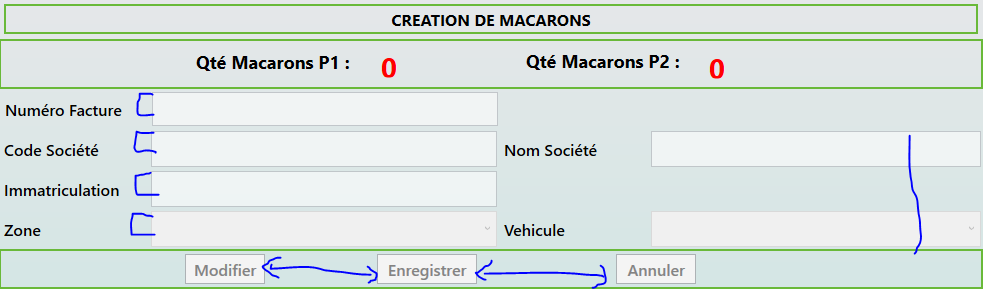 CREATION DE MACARONS
Qté Macarons P1 : 0 Qté Macarons P2 : 0
Numéro Facture
Code Société Nom Société
Immatriculation
Zone Vehicule
Modifier Enregistrer Annuler